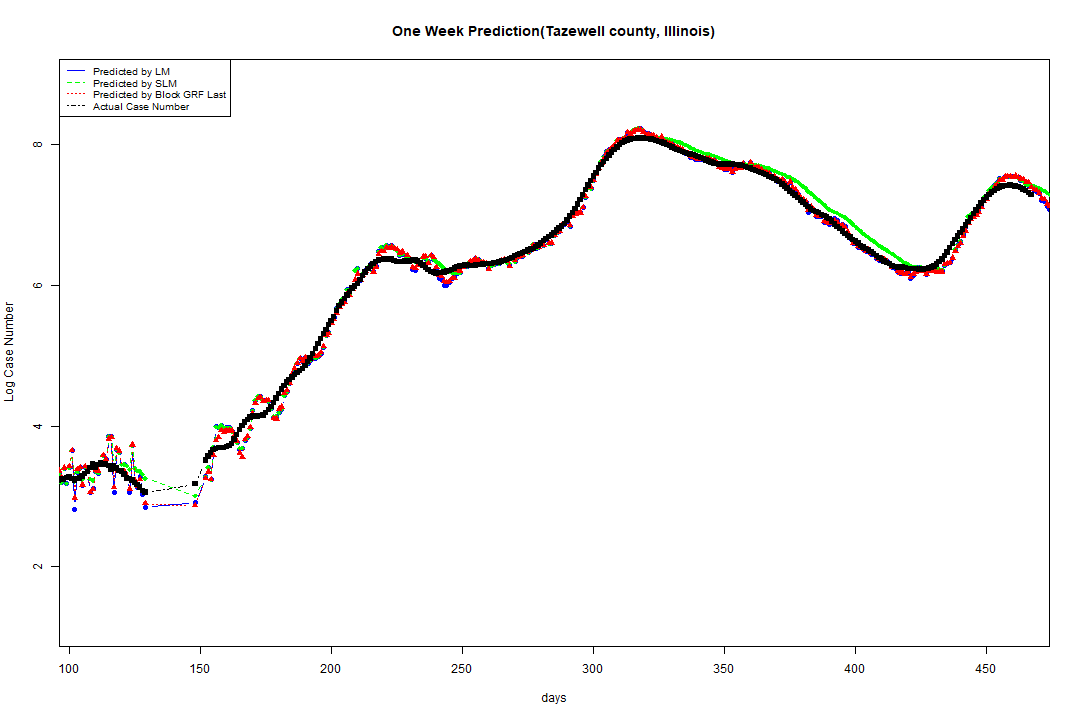 One Week Prediction(Tazewell county, Illinois)
Predicted by LM
Predicted by SLM
Predicted by Block GRF Last
Actual Case Number
Log Case Number
8
6
4
2
100 150 200 250 300 350 400 450
days